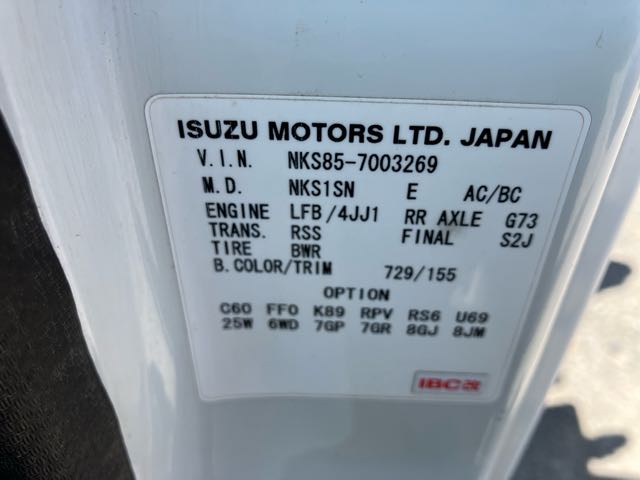 ISUZU MOTORS LTD. JAPAN
V.I.N. NKS85-7003269
M.D. NKS1SN E AC/BC
ENGINE LFB/4JJ1 RR AXLE G73
TRANS. RSS FINAL S2J
TIRE BWR
B.COLOR/TRIM 729/155
OPTION
C60 FF0 K89 RPV RS6 U69
25W 6WD 7GP 7GR 8GJ 8JM
IBC